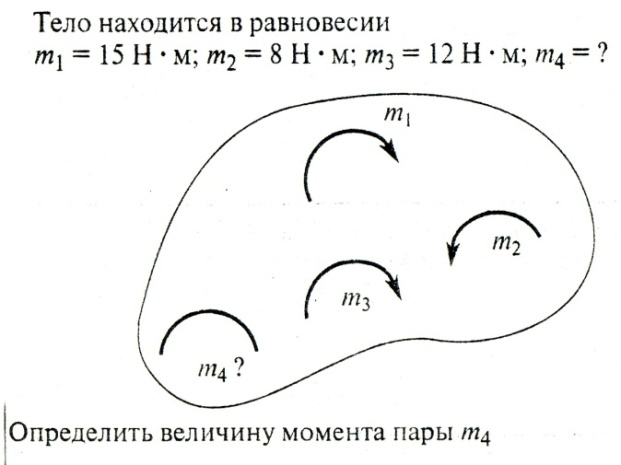 Тело находится в равновесии
m₁ = 15 Н · м; m₂ = 8 Н · м; m₃ = 12 Н · м; m₄ = ?
m₁
m₂
m₃
m₄ ?
Определить величину момента пары m₄